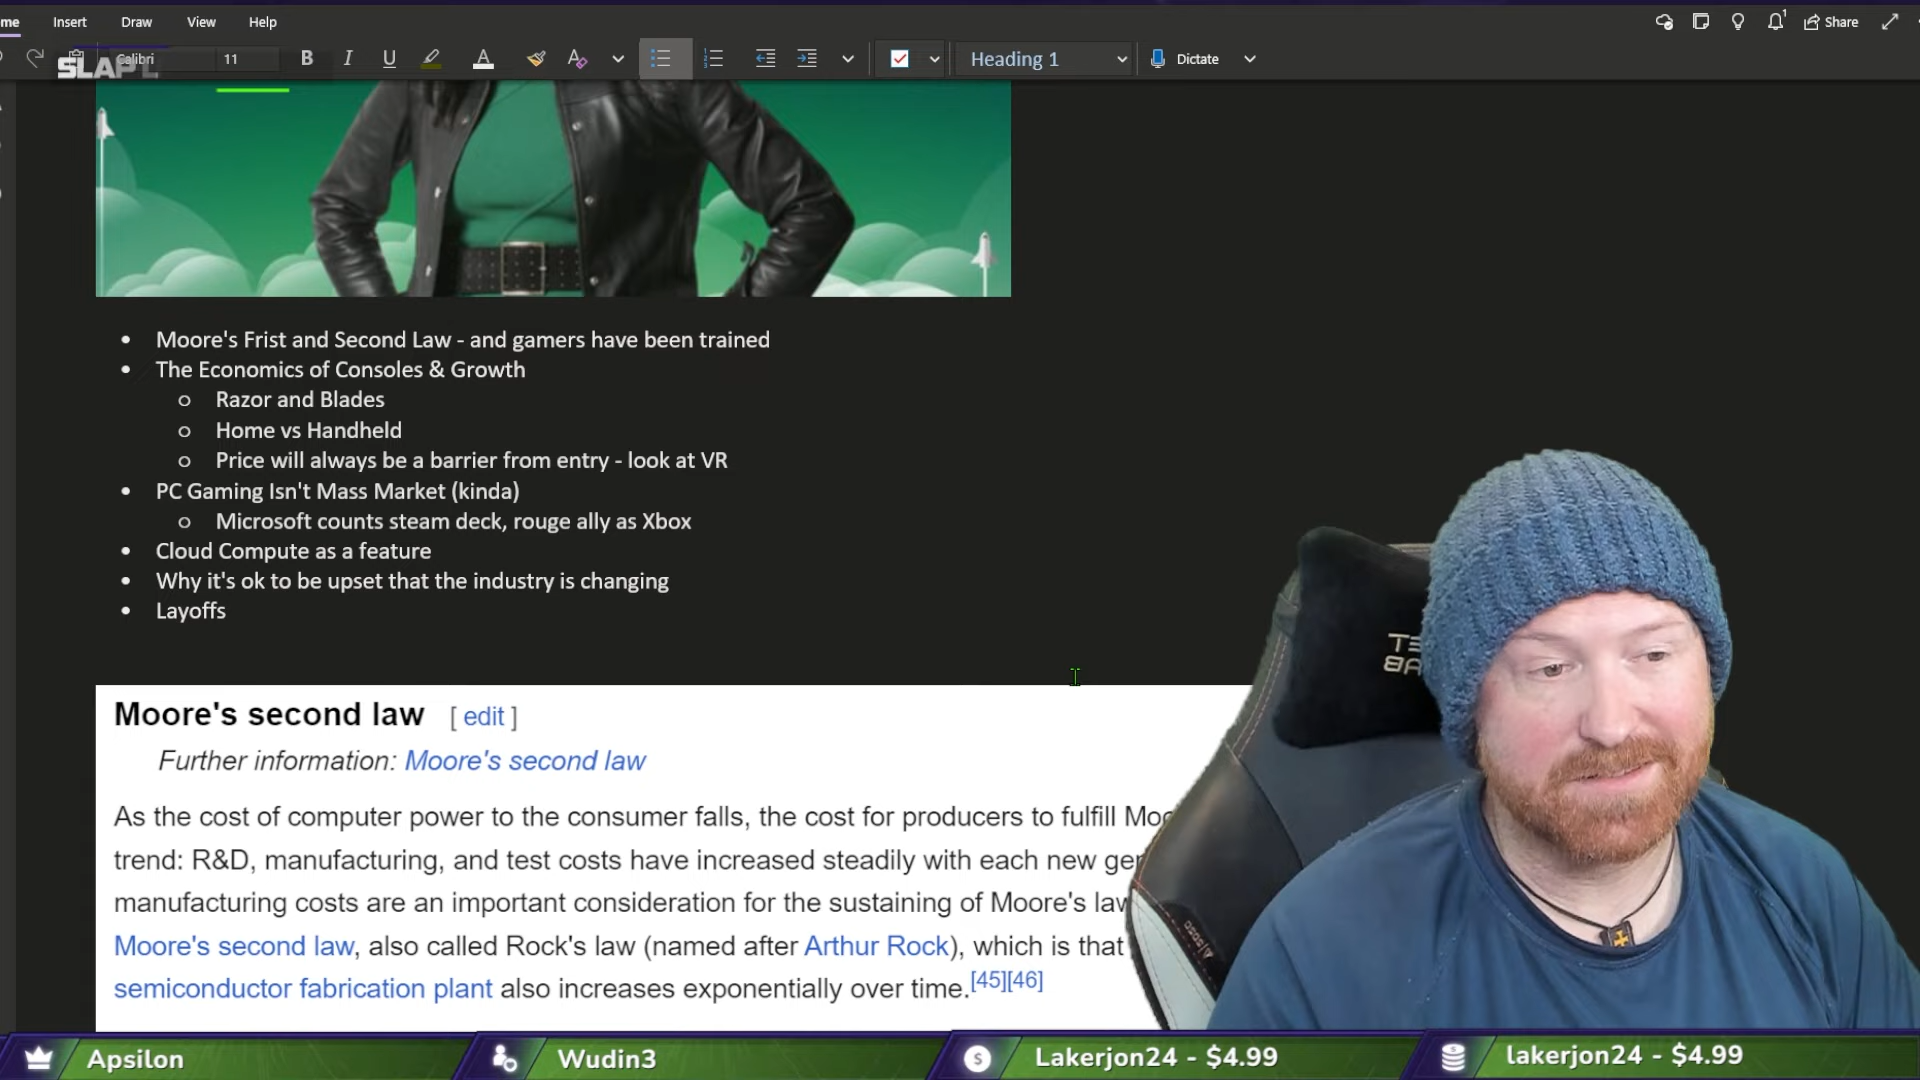 me Insert Draw View Help Share
SLAP L Calibri 11 B I U A A Heading 1 Dictate
Moore's Frist and Second Law - and gamers have been trained
The Economics of Consoles & Growth
Razor and Blades
Home vs Handheld
Price will always be a barrier from entry - look at VR
PC Gaming Isn't Mass Market (kinda)
Microsoft counts steam deck, rouge ally as Xbox
Cloud Compute as a feature
Why it's ok to be upset that the industry is changing
Layoffs
Moore's second law [ edit ]
Further information: Moore's second law
As the cost of computer power to the consumer falls, the cost for producers to fulfill Moo
trend: R&D, manufacturing, and test costs have increased steadily with each new ger
manufacturing costs are an important consideration for the sustaining of Moore's law
Moore's second law, also called Rock's law (named after Arthur Rock), which is that
semiconductor fabrication plant also increases exponentially over time.[45][46]
Apsilon Wudin3 Lakerjon24 - $4.99 lakerjon24 - $4.99